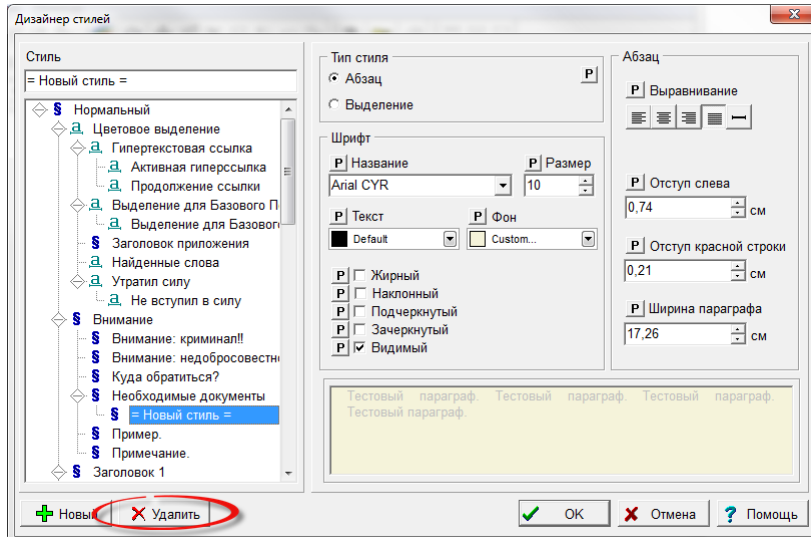 Дизайнер стилей
Стиль
= Новый стиль =
§ Нормальный
а Цветовое выделение
а Гипертекстовая ссылка
а Активная гиперссылка
а Продолжение ссылки
а Выделение для Базового П
а Выделение для Базового
§ Заголовок приложения
а Найденные слова
а Утратил силу
а Не вступил в силу
§ Внимание
§ Внимание: криминал!!
§ Внимание: недобросовестн
§ Куда обратиться?
§ Необходимые документы
§ = Новый стиль =
§ Пример.
§ Примечание.
§ Заголовок 1
Новый
Удалить
Тип стиля
Абзац
P
Выделение
Шрифт
P Название
P Размер
Arial CYR
10
P Текст
P Фон
Default
Custom...
P Жирный
P Наклонный
P Подчеркнутый
P Зачеркнутый
P Видимый
Абзац
P Выравнивание
P Отступ слева
0,74 см
P Отступ красной строки
0,21 см
P Ширина параграфа
17,26 см
Тестовый параграф. Тестовый параграф. Тестовый параграф.
Тестовый параграф.
OK
Отмена
? Помощь